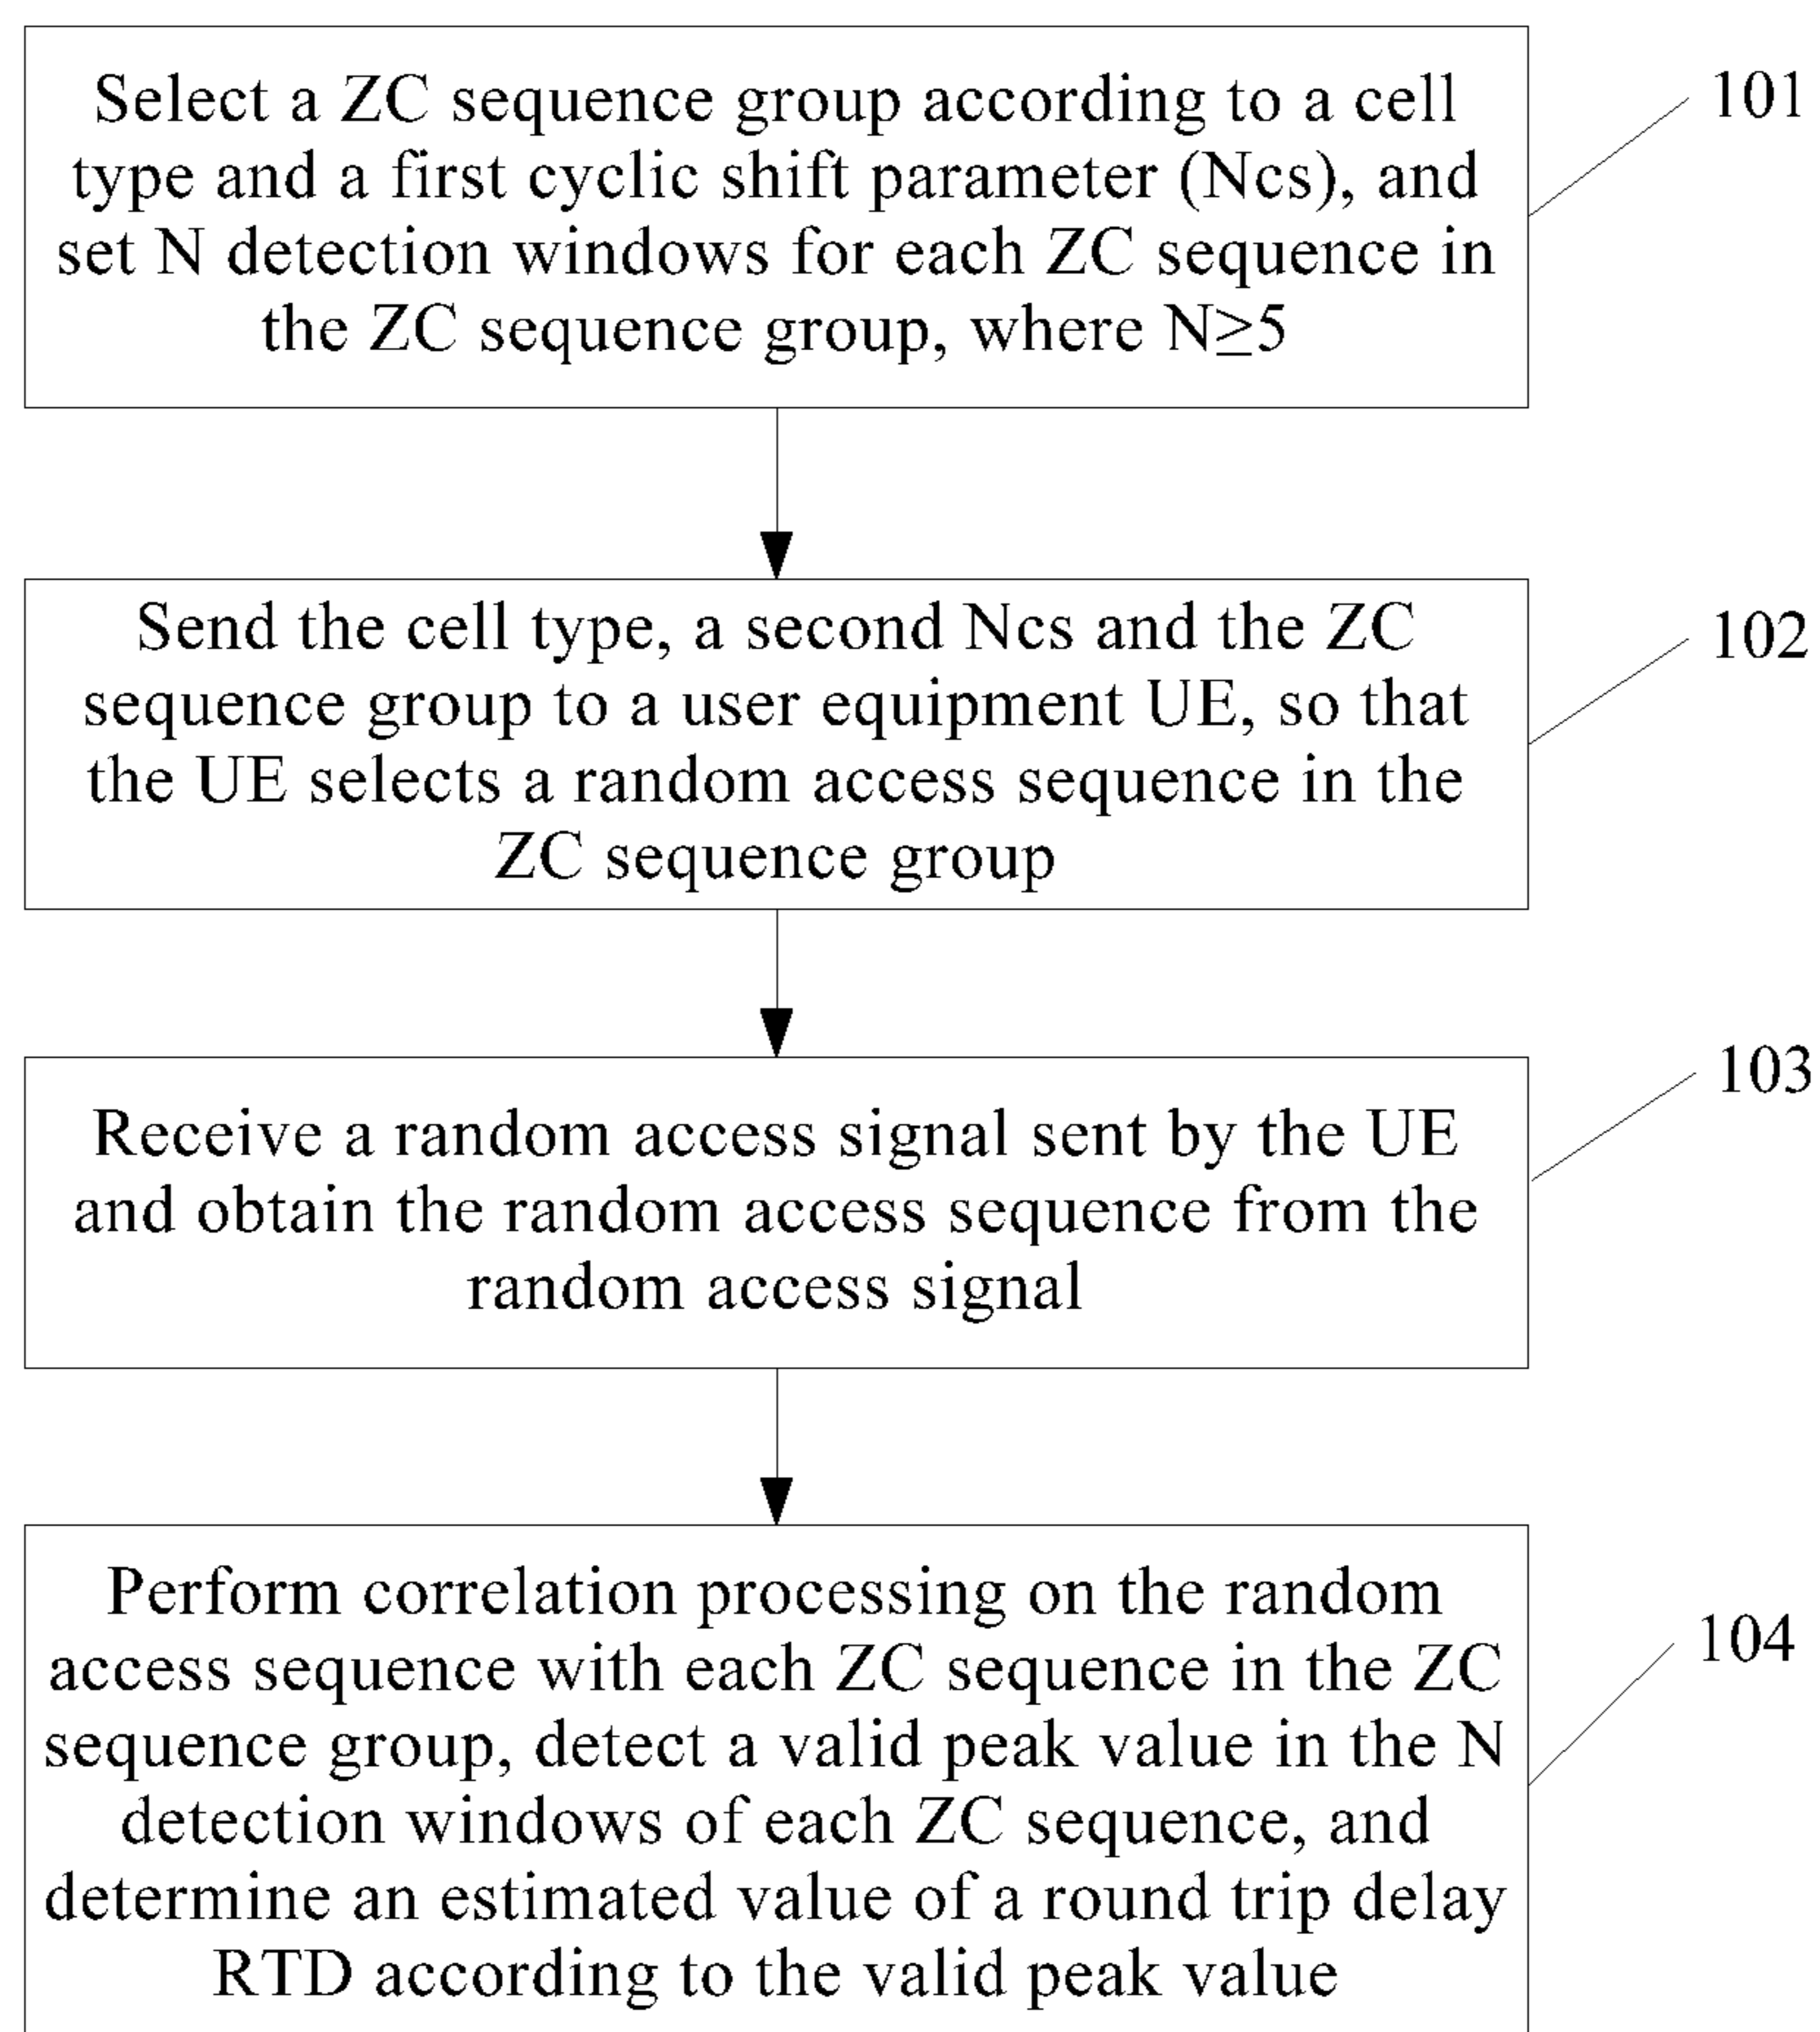 Select a ZC sequence group according to a cell
type and a first cyclic shift parameter (Ncs), and
set N detection windows for each ZC sequence in
the ZC sequence group, where N≥5
101
Send the cell type, a second Ncs and the ZC
sequence group to a user equipment UE, so that
the UE selects a random access sequence in the
ZC sequence group
102
Receive a random access signal sent by the UE
and obtain the random access sequence from the
random access signal
103
Perform correlation processing on the random
access sequence with each ZC sequence in the ZC
sequence group, detect a valid peak value in the N
detection windows of each ZC sequence, and
determine an estimated value of a round trip delay
RTD according to the valid peak value
104